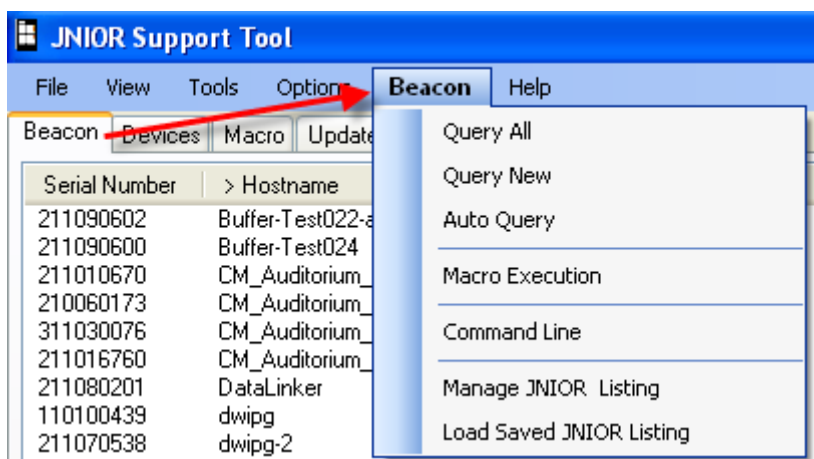 JNIOR Support Tool
File View Tools Options Beacon Help
Beacon Devices Macro Update
Serial Number > Hostname
211090602 Buffer-Test022-a
211090600 Buffer-Test024
211010670 CM_Auditorium_
210060173 CM_Auditorium_
311030076 CM_Auditorium_
211016760 CM_Auditorium_
211080201 DataLinker
110100439 dwipg
211070538 dwipg-2
Query All
Query New
Auto Query
Macro Execution
Command Line
Manage JNIOR Listing
Load Saved JNIOR Listing